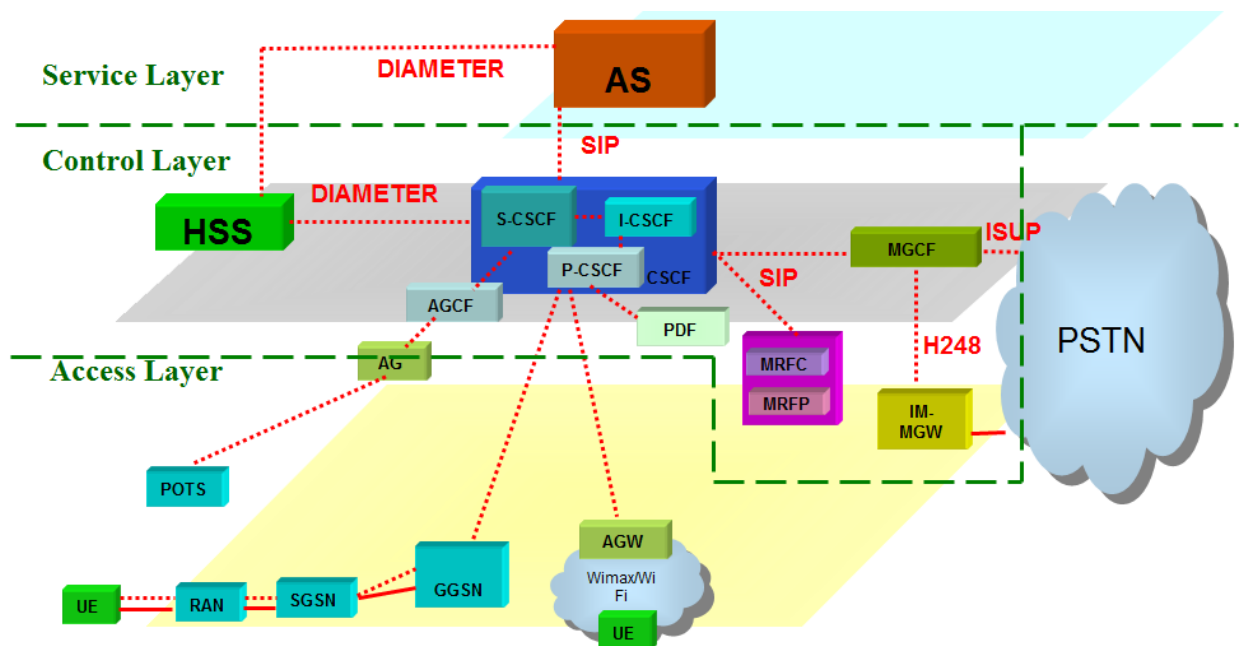 Service Layer
DIAMETER
AS
SIP
Control Layer
DIAMETER
HSS
S-CSCF
I-CSCF
P-CSCF
CSCF
SIP
MGCF
ISUP
AGCF
PDF
PSTN
H248
AG
Access Layer
MRFC
MRFP
IM-
MGW
POTS
AGW
Wimax/Wi
Fi
UE
RAN
SGSN
GGSN
UE